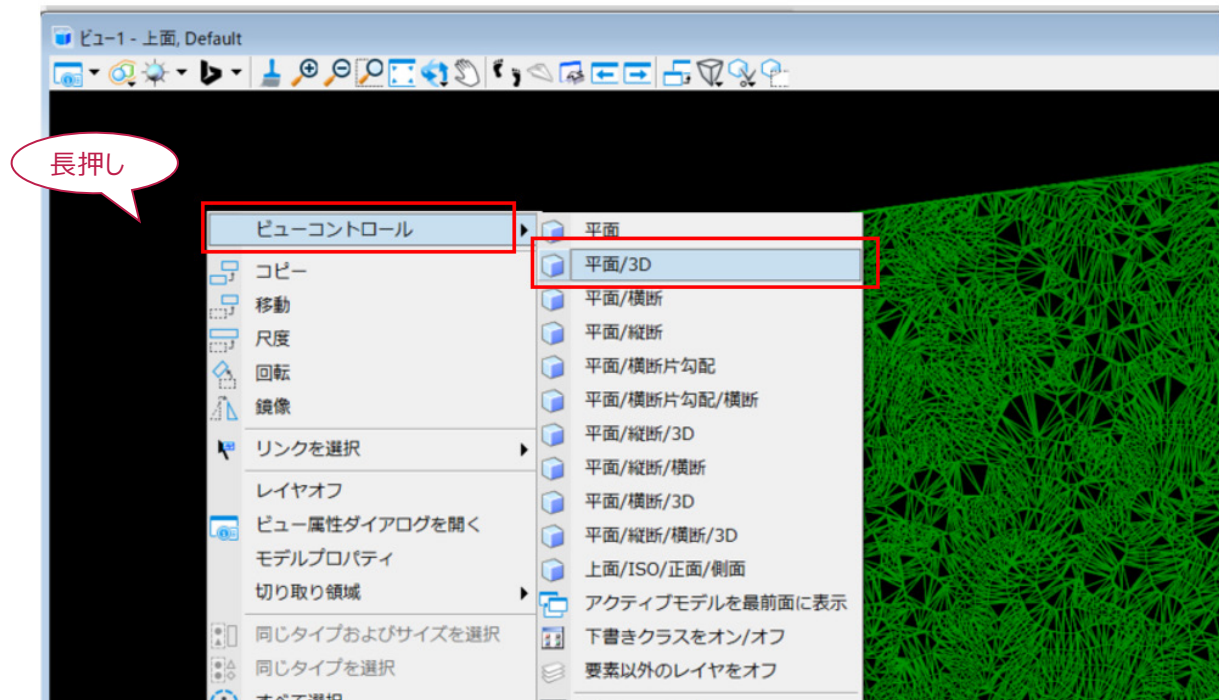 ビュー1 - 上面, Default
長押し
ビューコントロール
コピー
移動
尺度
回転
鏡像
リンクを選択
レイヤオフ
ビュー属性ダイアログを開く
モデルプロパティ
切り取り領域
同じタイプおよびサイズを選択
同じタイプを選択
すべて選択
平面
平面/3D
平面/横断
平面/縦断
平面/横断片勾配
平面/横断片勾配/横断
平面/縦断/3D
平面/縦断/横断
平面/横断/3D
平面/縦断/横断/3D
上面/ISO/正面/側面
アクティブモデルを最前面に表示
下書きクラスをオン/オフ
要素以外のレイヤをオフ